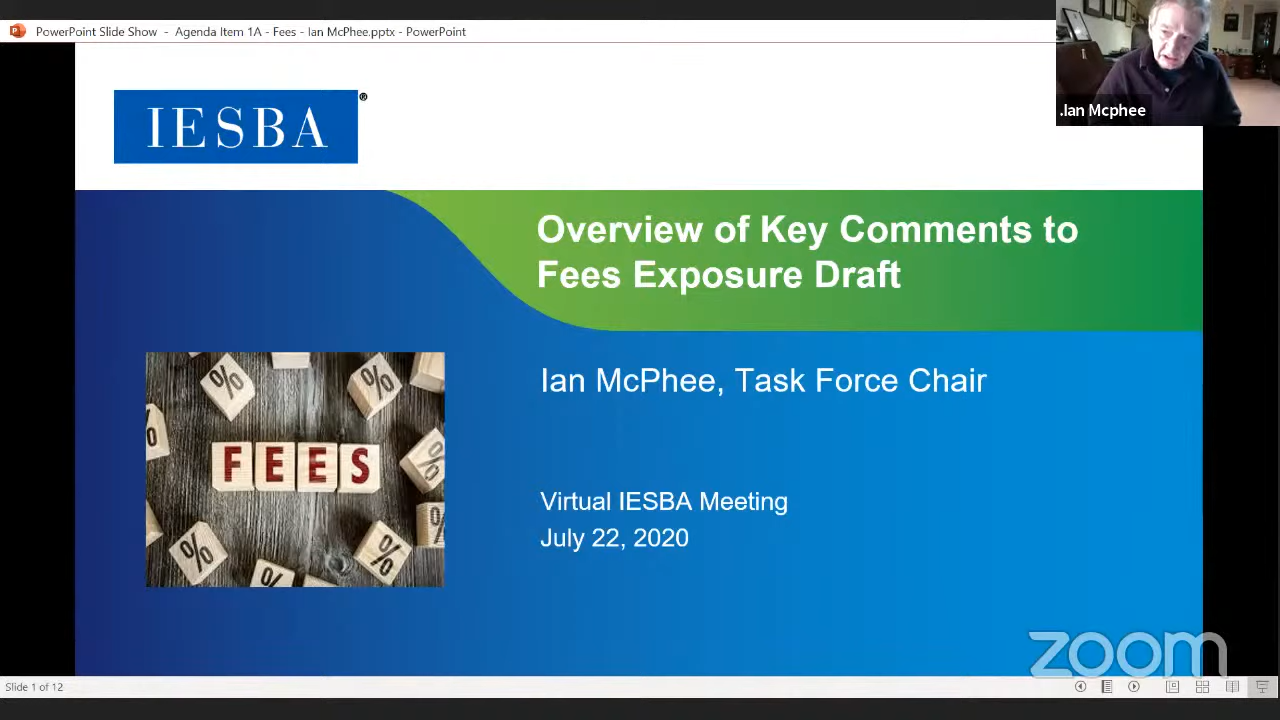 PowerPoint Slide Show - Agenda Item 1A - Fees - Ian McPhee.pptx - PowerPoint
.Ian Mcphee
IESBA®
Overview of Key Comments to
Fees Exposure Draft
Ian McPhee, Task Force Chair
% % % % % % % % %
FEES
Virtual IESBA Meeting
July 22, 2020
zoom
Slide 1 of 12